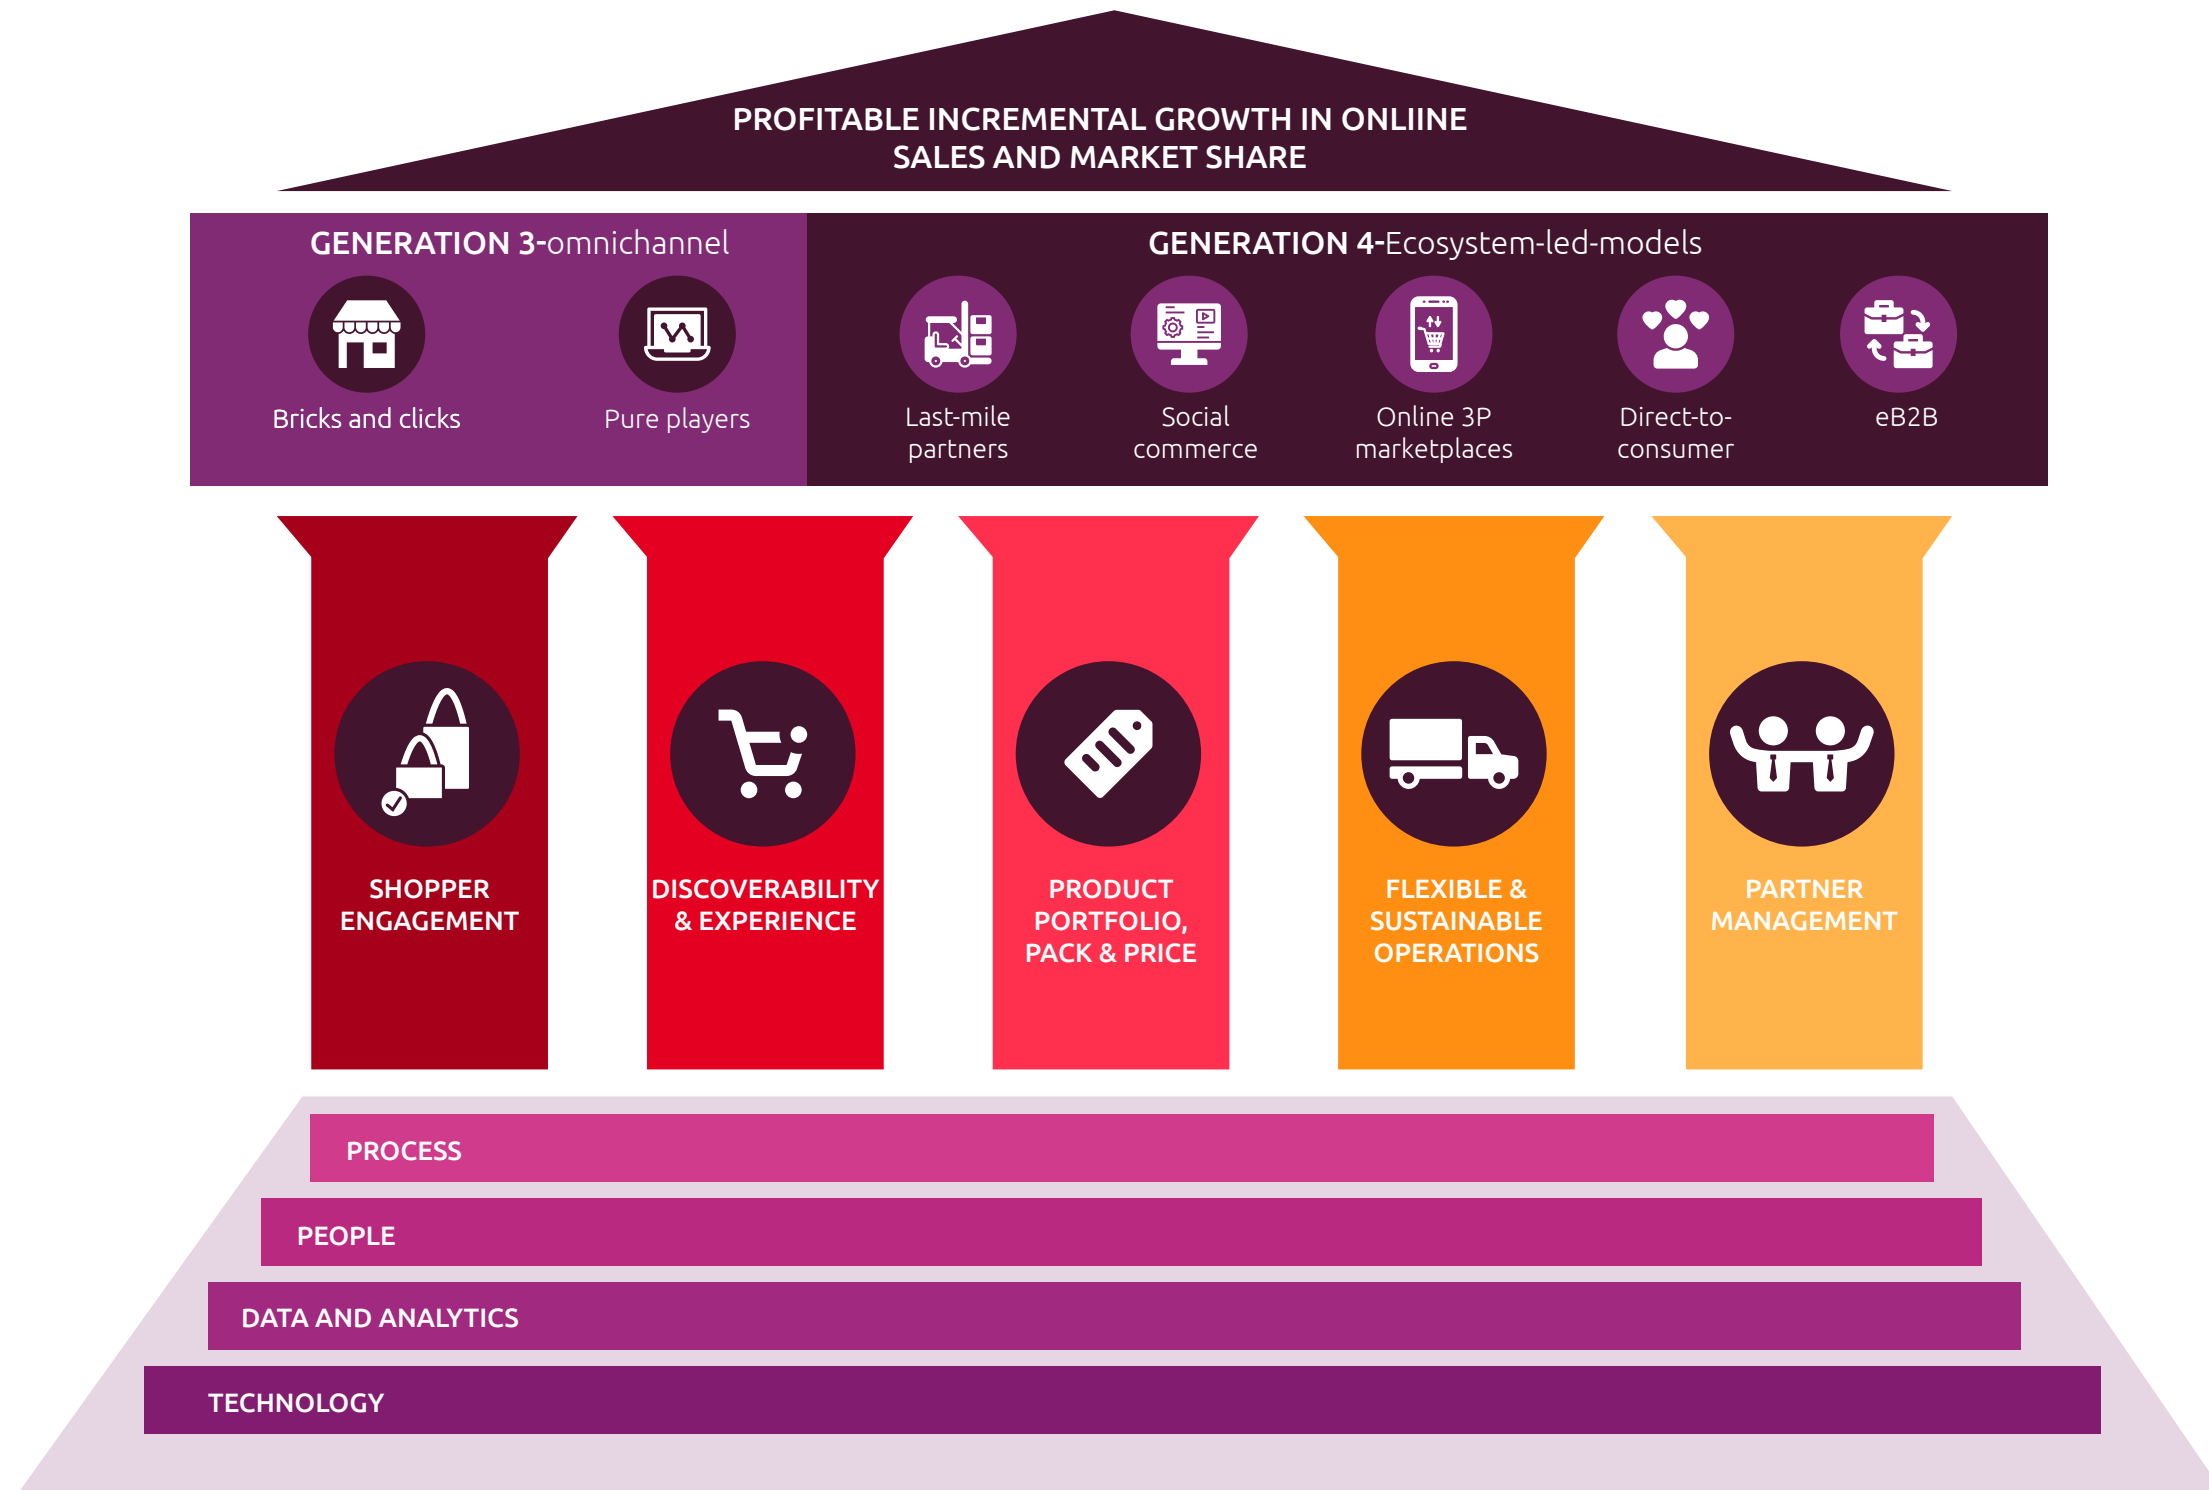 PROFITABLE INCREMENTAL GROWTH IN ONLIINE
SALES AND MARKET SHARE
GENERATION 3-omnichannel
Bricks and clicks
Pure players
GENERATION 4-Ecosystem-led-models
Last-mile
partners
Social
commerce
Online 3P
marketplaces
Direct-to-
consumer
eB2B
SHOPPER
ENGAGEMENT
DISCOVERABILITY
& EXPERIENCE
PRODUCT
PORTFOLIO,
PACK & PRICE
FLEXIBLE &
SUSTAINABLE
OPERATIONS
PARTNER
MANAGEMENT
PROCESS
PEOPLE
DATA AND ANALYTICS
TECHNOLOGY